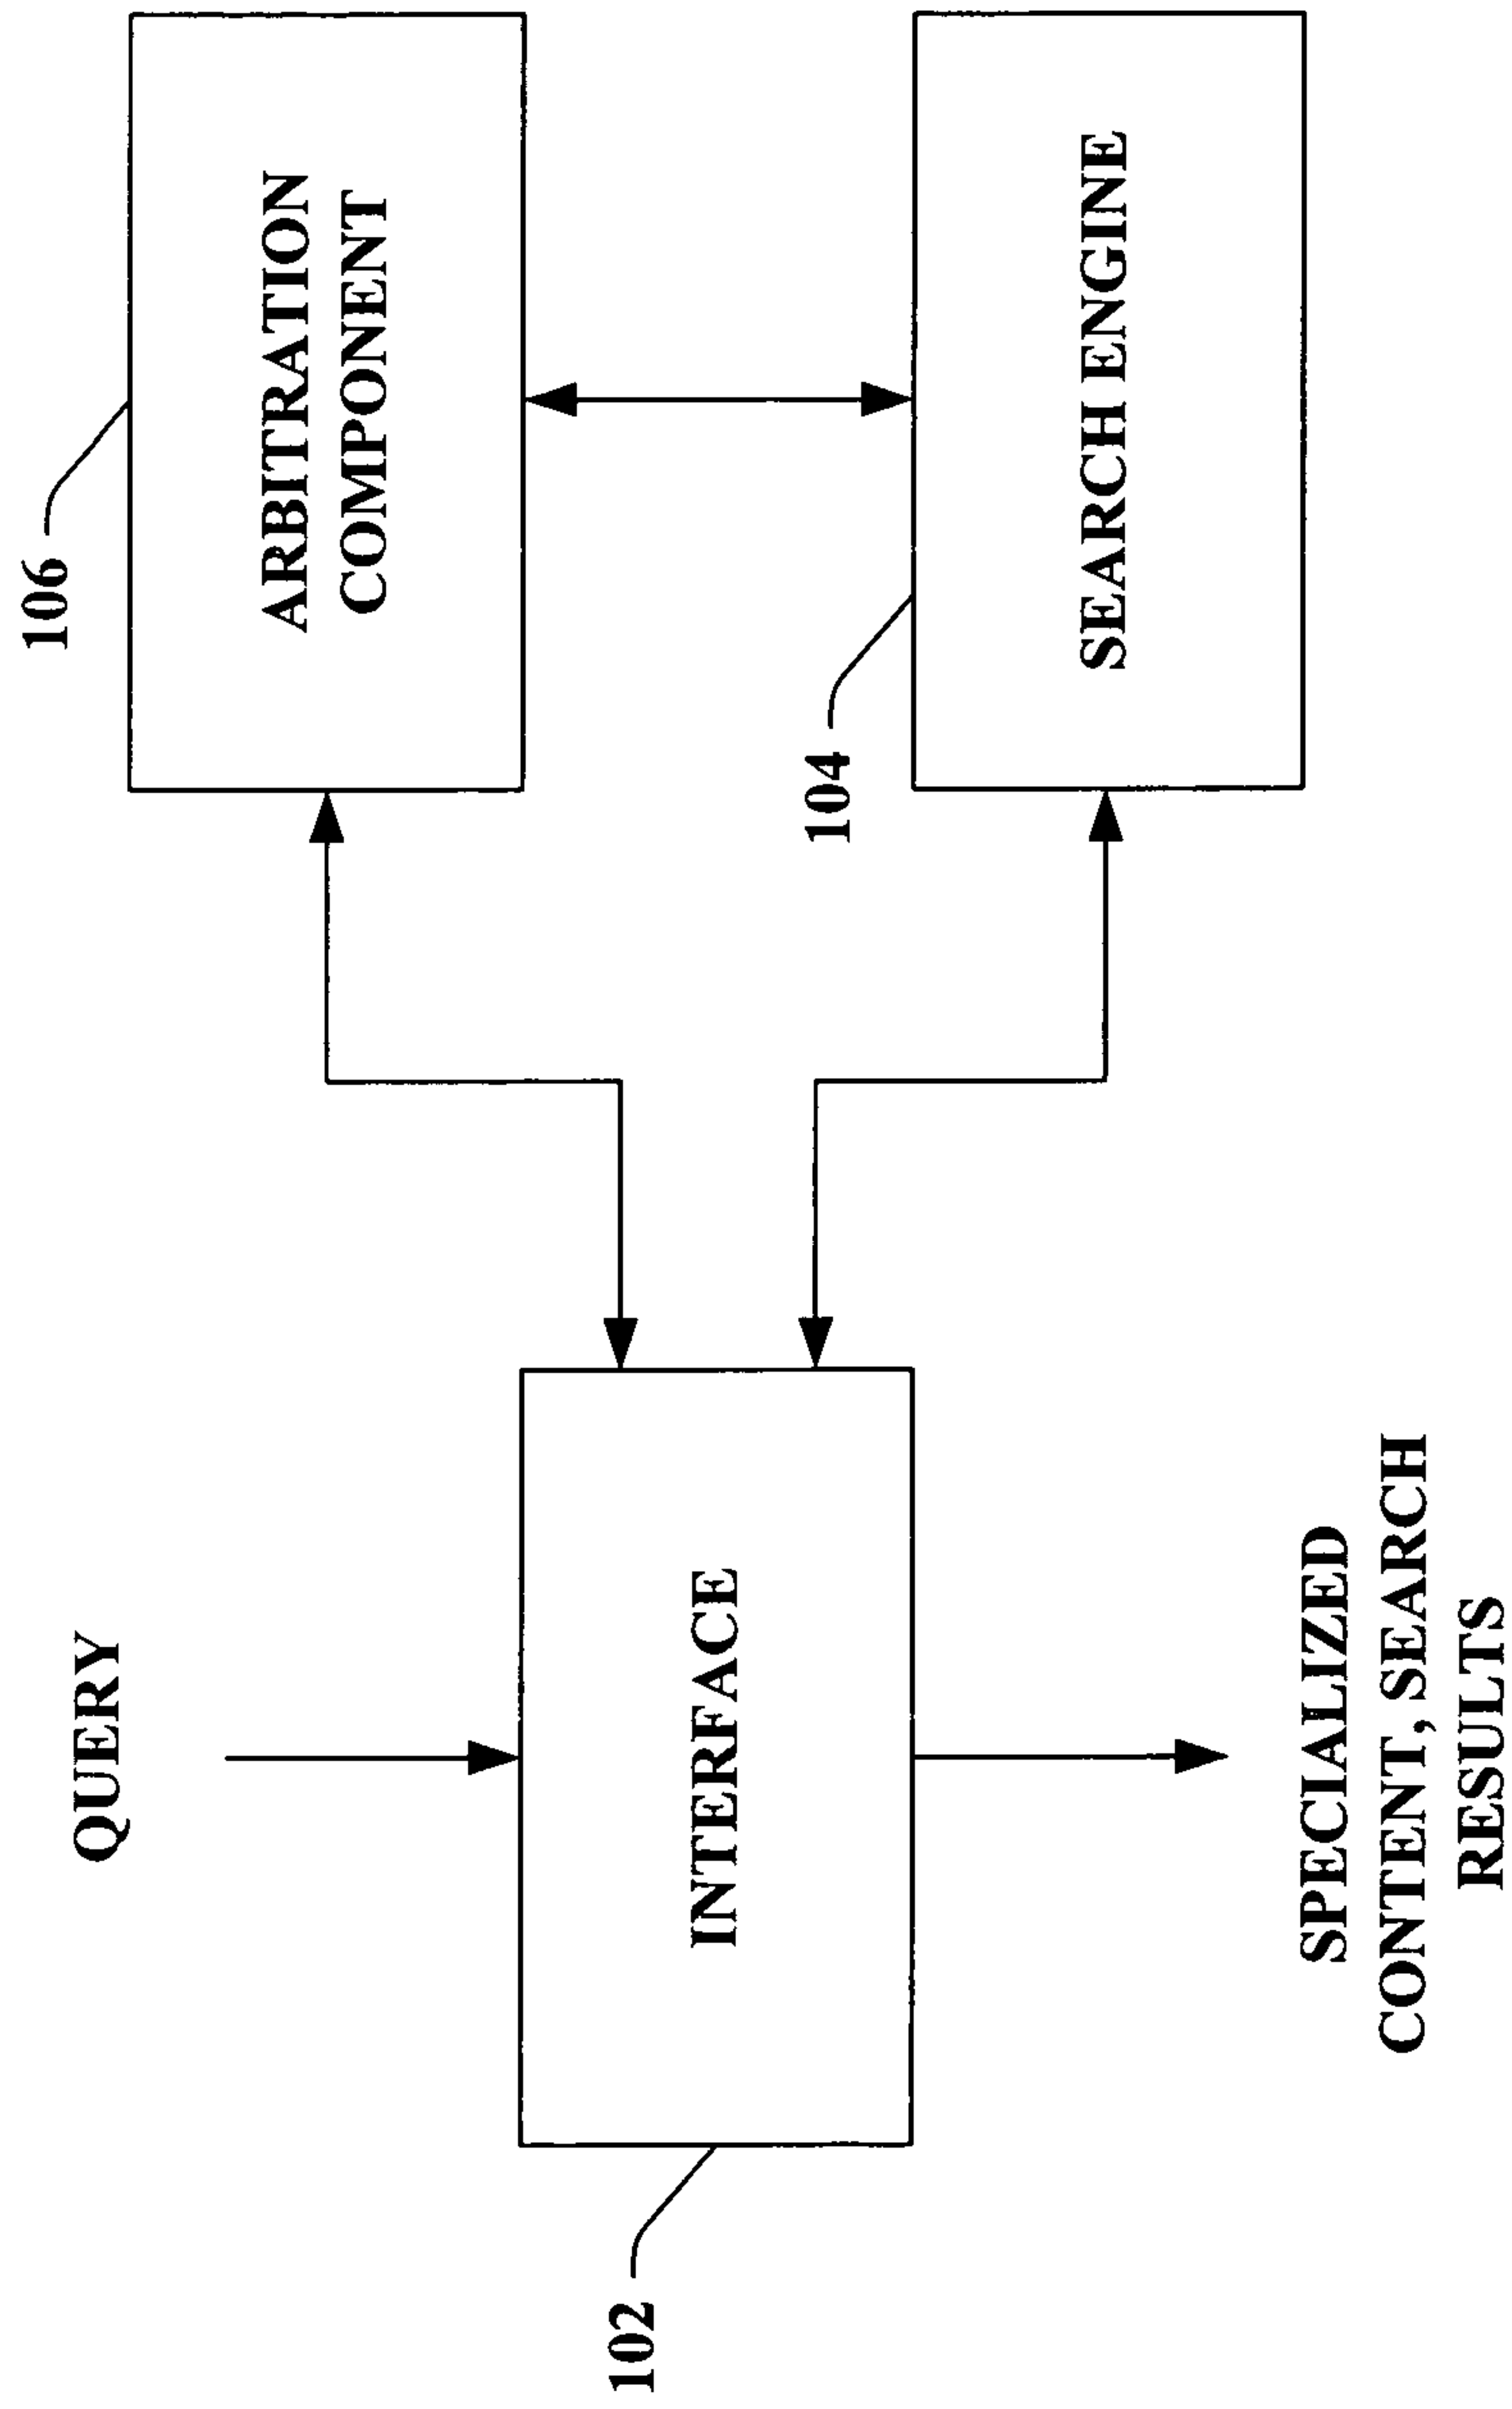 106
QUERY
ARBITRATION
COMPONENT
102
INTERFACE
104
SEARCH ENGINE
SPECIALIZED
CONTENT, SEARCH
RESULTS